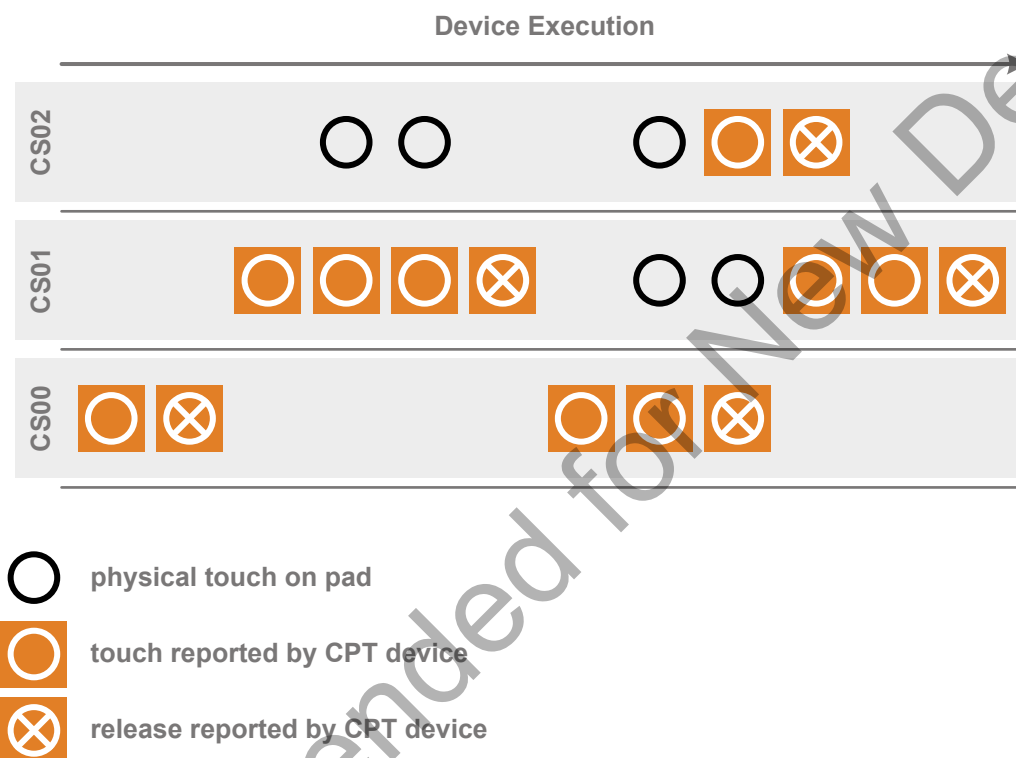 Device Execution
CS02
CS01
CS00
physical touch on pad
touch reported by CPT device
release reported by CPT device
ended for New De